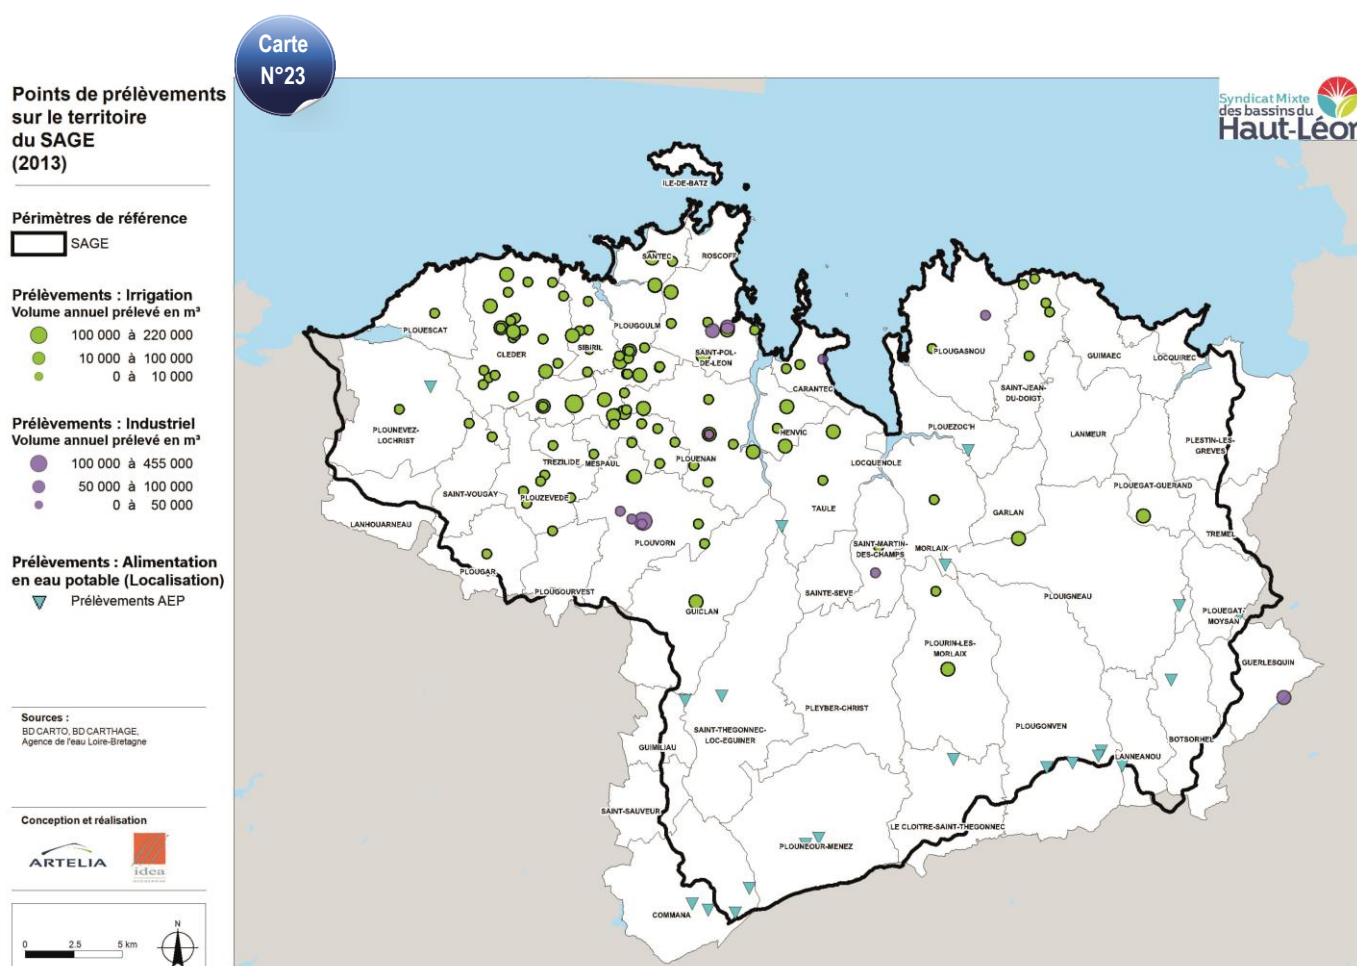 Carte
N°23
Points de prélèvements
sur le territoire
du SAGE
(2013)
Syndicat Mixte
des bassins du
Haut-Léon
Périmètres de référence
SAGE
Prélèvements : Irrigation
Volume annuel prélevé en m³
100 000 à 220 000
10 000 à 100 000
0 à 10 000
Prélèvements : Industriel
Volume annuel prélevé en m³
100 000 à 455 000
50 000 à 100 000
0 à 50 000
Prélèvements : Alimentation
en eau potable (Localisation)
Prélèvements AEP
Sources :
BD CARTO, BD CARTHAGE,
Agence de l'eau Loire-Bretagne
Conception et réalisation
ARTELIA
idea
0 2.5 5 km
N
ILE-DE-BATZ
SANTEC
ROSCOFF
PLOUESCAT
PLOUGOULM
CLEDER
SIBIRIL
SAINT-POL-
DE-LEON
CARANTEC
PLOUGASNOU
SAINT-JEAN-
DU-DOIGT
GUIMAEC
LOCQUIREC
PLOUNEVEZ-
LOCHRIST
HENVIC
PLOUEZOC'H
LANMEUR
PLESTIN-LES-
GREVES
TREZILIDE
MESPAUL
PLOUENAN
LOCQUENOLE
SAINT-VOUGAY
PLOUZEVEDE
TAULE
GARLAN
PLOUEGAT-GUERAND
LANHOUARNEAU
PLOUVORN
SAINT-MARTIN-
DES-CHAMPS
MORLAIX
TREMEL
PLOUGAR
PLOUGOURVEST
GUICLAN
SAINTE-SEVE
PLOUIGNEAU
PLOUEGAT-
MOYSAN
PLOURIN-LES-
MORLAIX
GUERLESQUIN
PLEYBER-CHRIST
SAINT-THEGONNEC-
LOC-EGUINER
PLOUGONVEN
GUIMILIAU
BOTSORHEL
LANNEANOU
SAINT-SAUVEUR
LE CLOITRE-SAINT-THEGONNEC
PLOUNEOUR-MENEZ
COMMANA